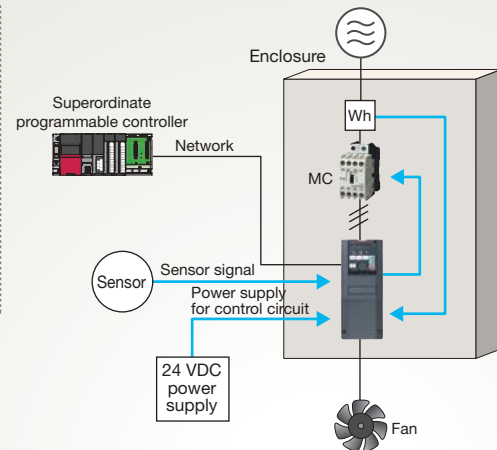 Enclosure
Wh
Superordinate
programmable controller
Network
MC
Sensor
Sensor signal
Power supply
for control circuit
24 VDC
power
supply
Fan